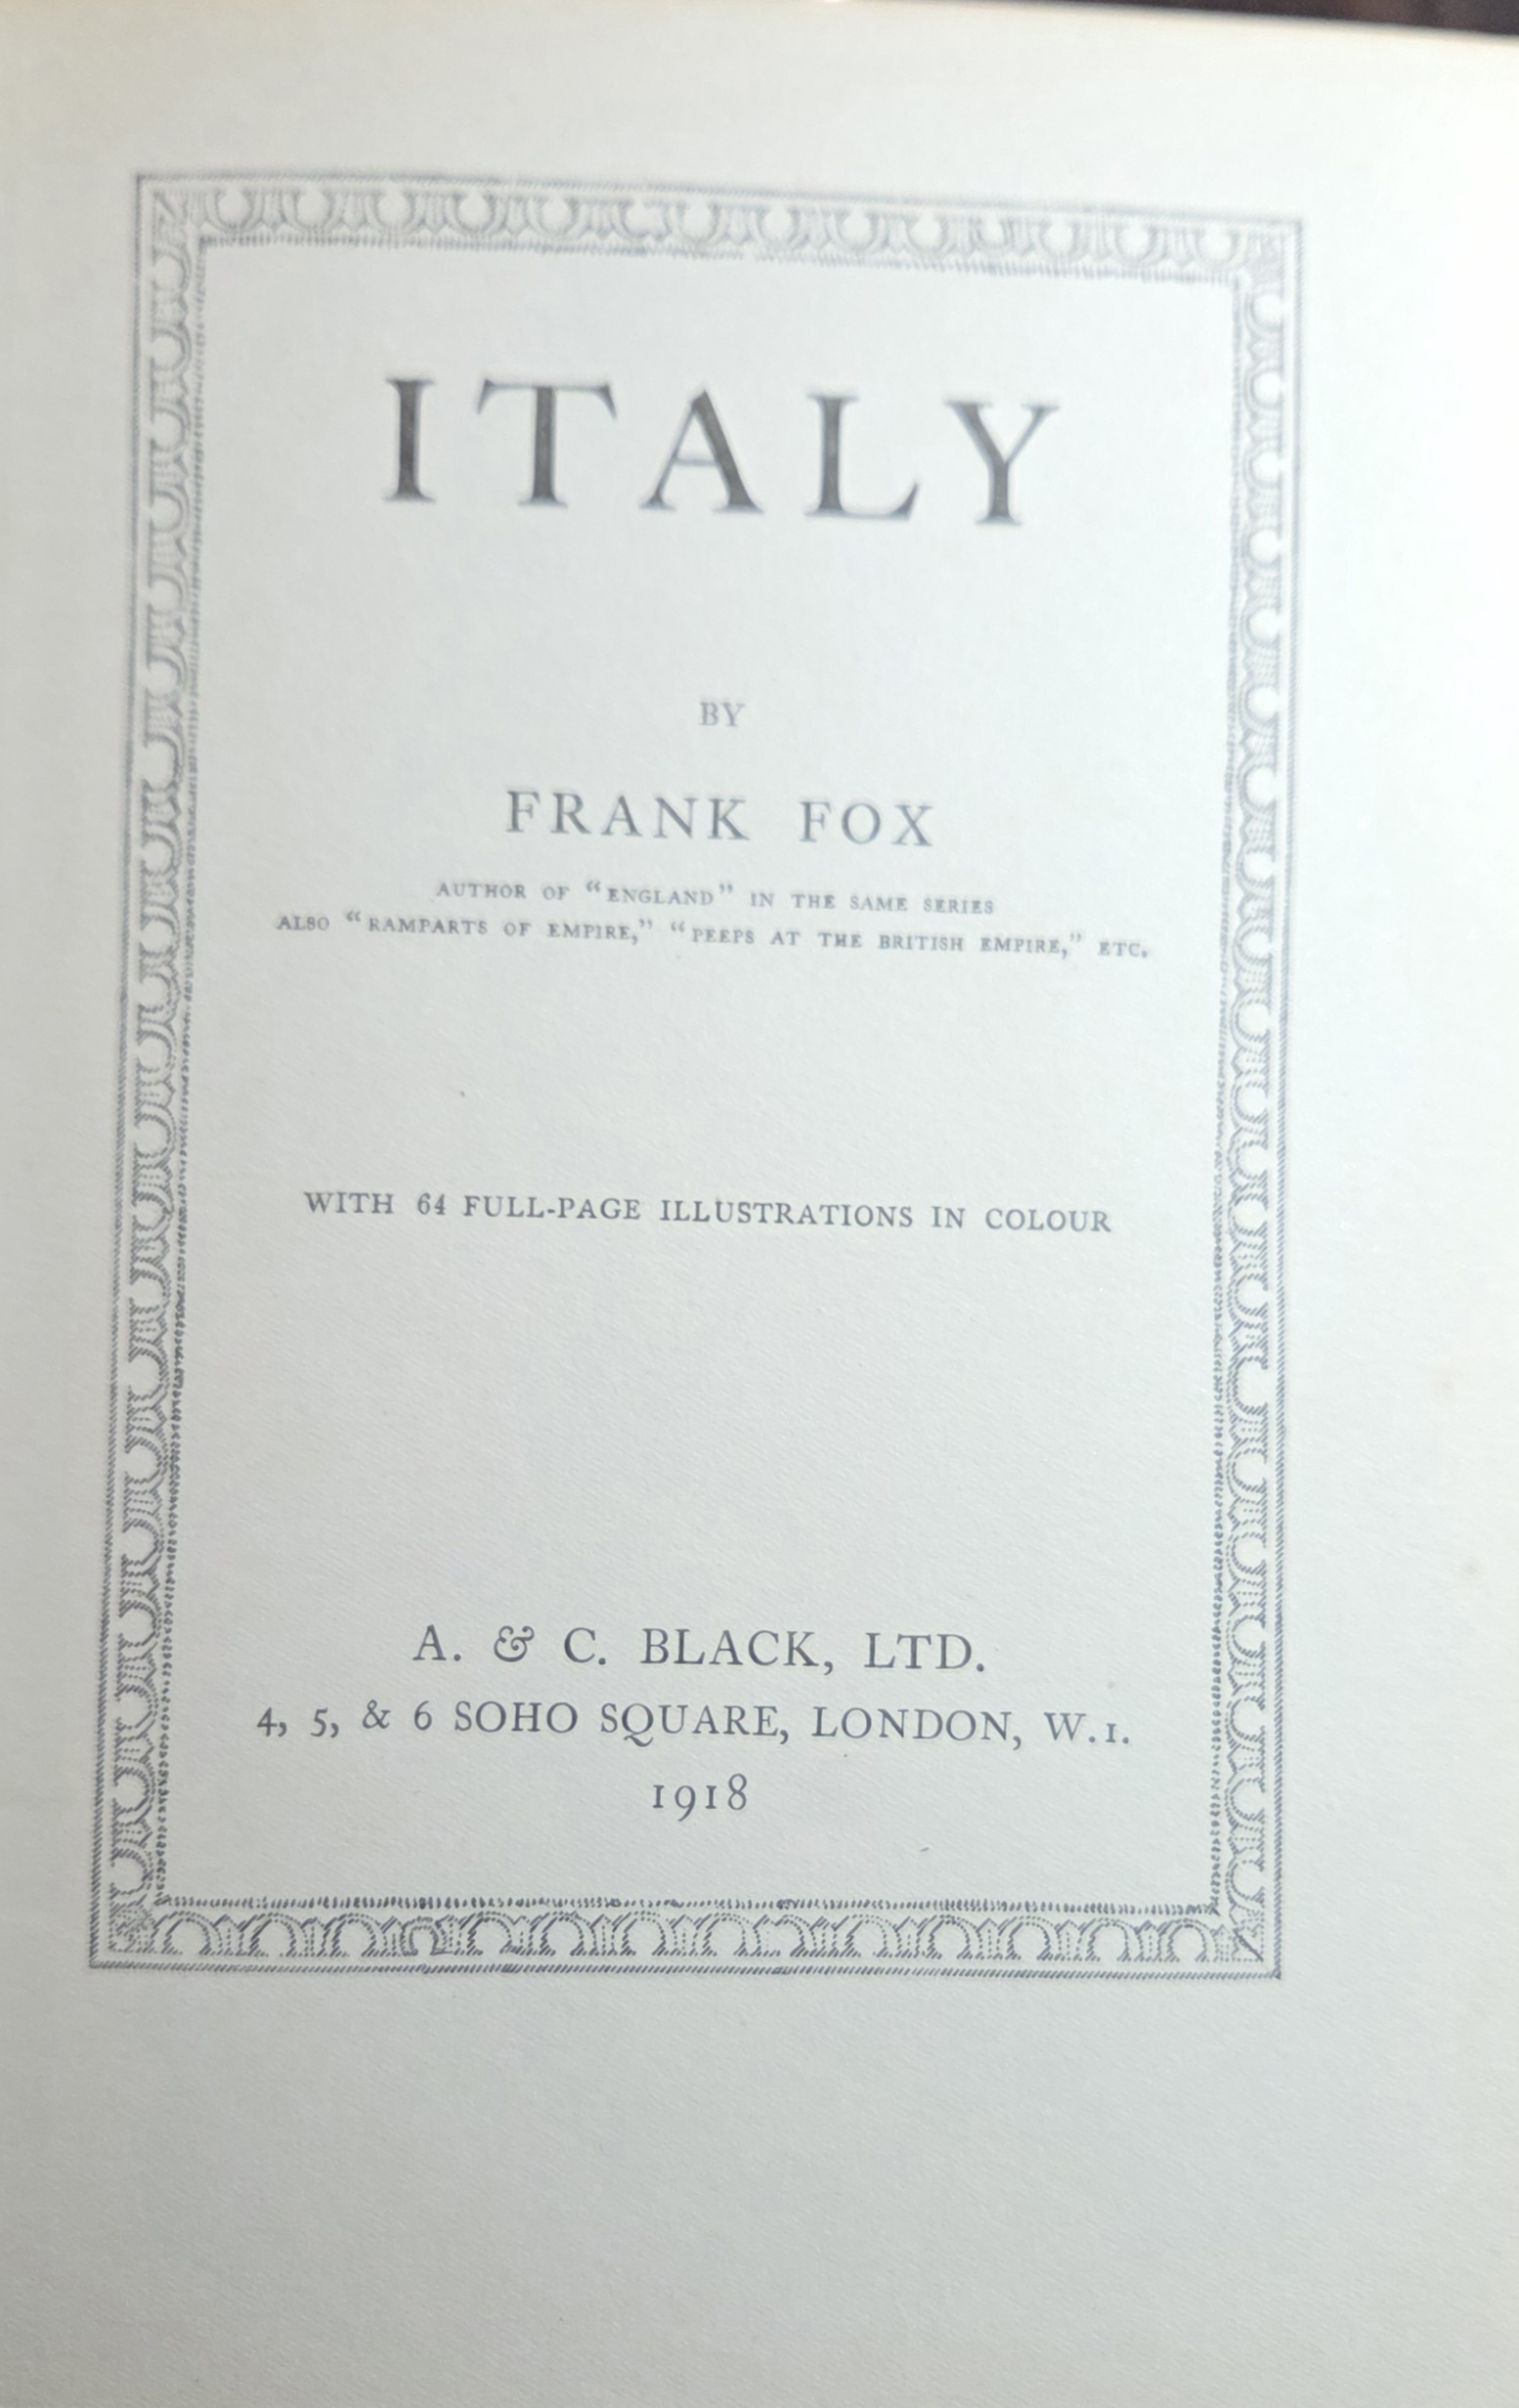 ITALY
BY
FRANK FOX
AUTHOR OF “ENGLAND” IN THE SAME SERIES
ALSO “RAMPARTS OF EMPIRE,” “PEEPS AT THE BRITISH EMPIRE,” ETC.
WITH 64 FULL-PAGE ILLUSTRATIONS IN COLOUR
A. & C. BLACK, LTD.
4, 5, & 6 SOHO SQUARE, LONDON, W.1.
1918